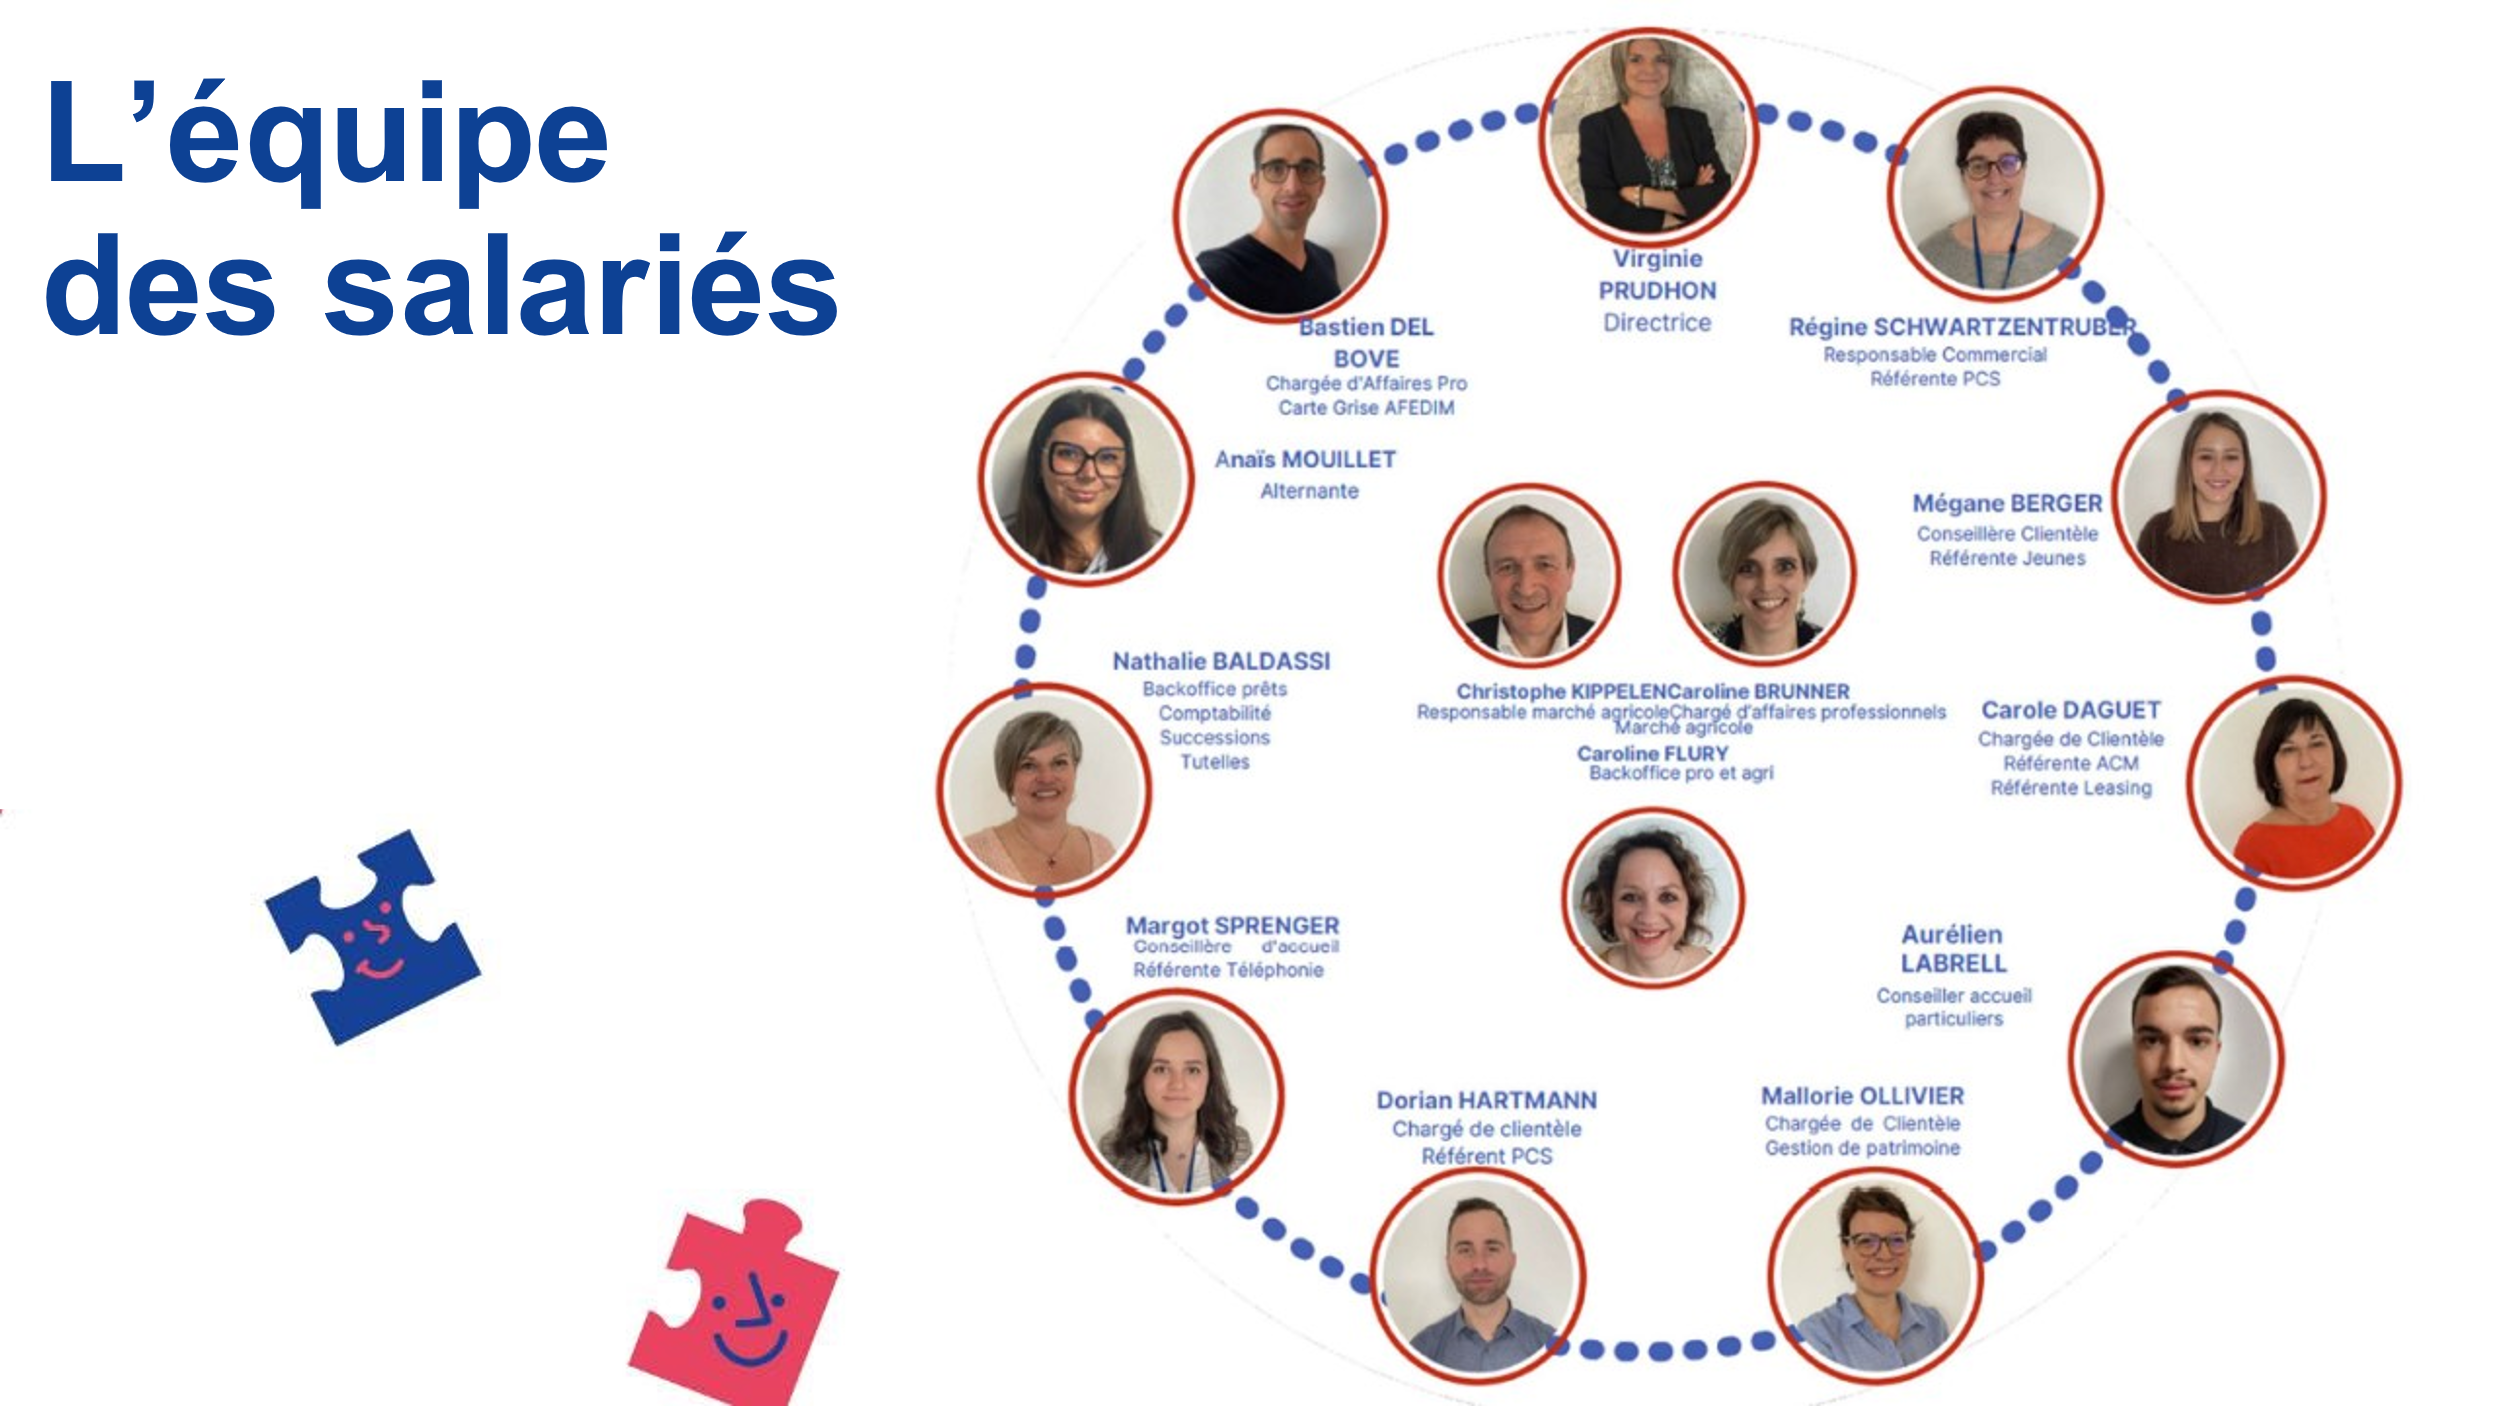 L’équipe
des salariés
Virginie
PRUDHON
Directrice
Bastien DEL
BOVE
Chargée d'Affaires Pro
Carte Grise AFEDIM
Régine SCHWARTZENTRUBER
Responsable Commercial
Référente PCS
Anaïs MOUILLET
Alternante
Mégane BERGER
Conseillère Clientèle
Référente Jeunes
Nathalie BALDASSI
Backoffice prêts
Comptabilité
Successions
Tutelles
Christophe KIPPELENCaroline BRUNNER
Responsable marché agricoleChargé d'affaires professionnels
Marché agricole
Caroline FLURY
Backoffice pro et agri
Carole DAGUET
Chargée de Clientèle
Référente ACM
Référente Leasing
Margot SPRENGER
Conseillère d'accueil
Référente Téléphonie
Aurélien
LABRELL
Conseiller accueil
particuliers
Dorian HARTMANN
Chargé de clientèle
Référent PCS
Mallorie OLLIVIER
Chargée de Clientèle
Gestion de patrimoine